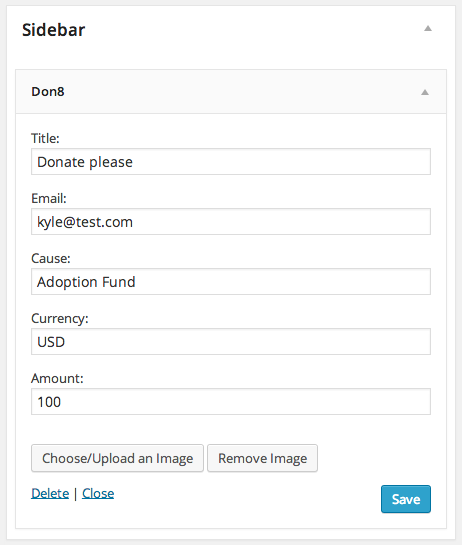 Sidebar
Don8
Title:
Donate please
Email:
kyle@test.com
Cause:
Adoption Fund
Currency:
USD
Amount:
100
Choose/Upload an Image Remove Image
Delete | Close Save